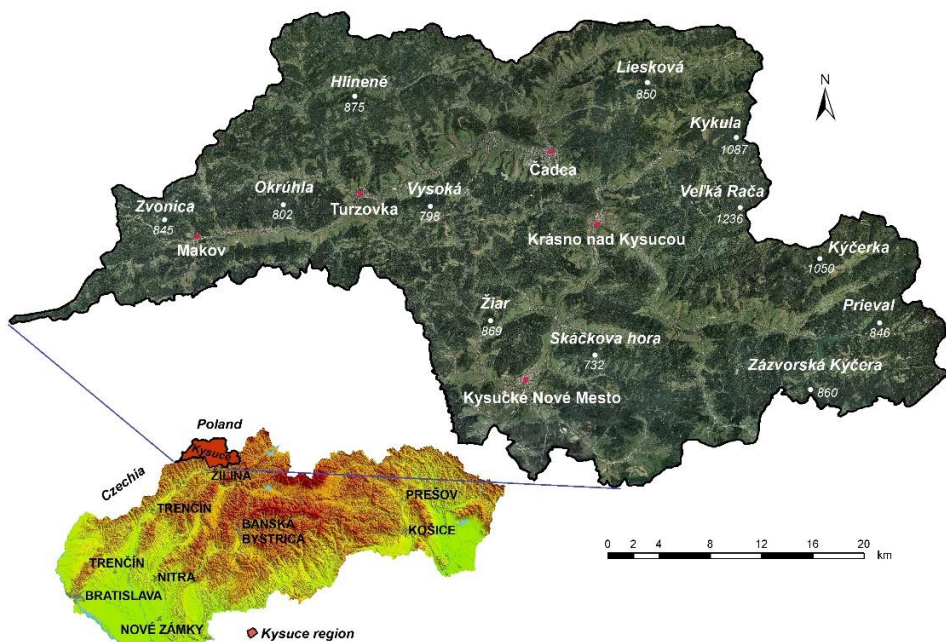 Hlinené
875
Liesková
850
N
Kykula
1087
Čadca
Okrúhla
802
Turzovka
Vysoká
798
Veľká Rača
1236
Zvonica
845
Makov
Krásno nad Kysucou
Kýčerka
1050
Žiar
869
Prieval
846
Skáčkova hora
732
Zázvorská Kýčera
860
Kysucké Nové Mesto
Poland
Kysuce
Czechia
ŽILINA
TRENČÍN
PREŠOV
BANSKÁ
BYSTRICA
KOŠICE
TRENČÍN
NITRA
BRATISLAVA
NOVÉ ZÁMKY
Kysuce region
0 2 4 8 12 16 20
km